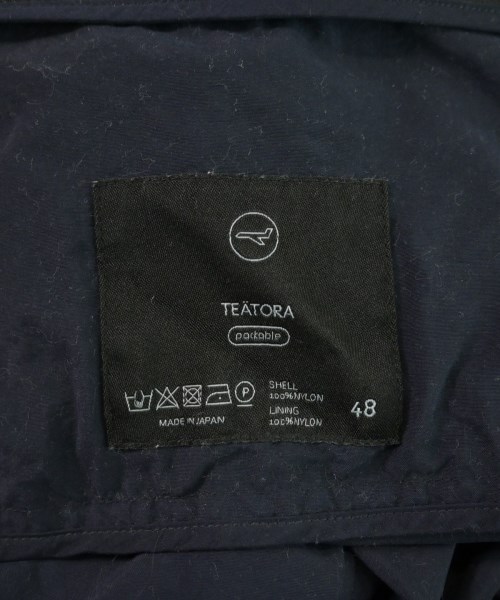 TEÄTORA
packable
P
MADE IN JAPAN
SHELL
100%NYLON
LINING
100%NYLON
48